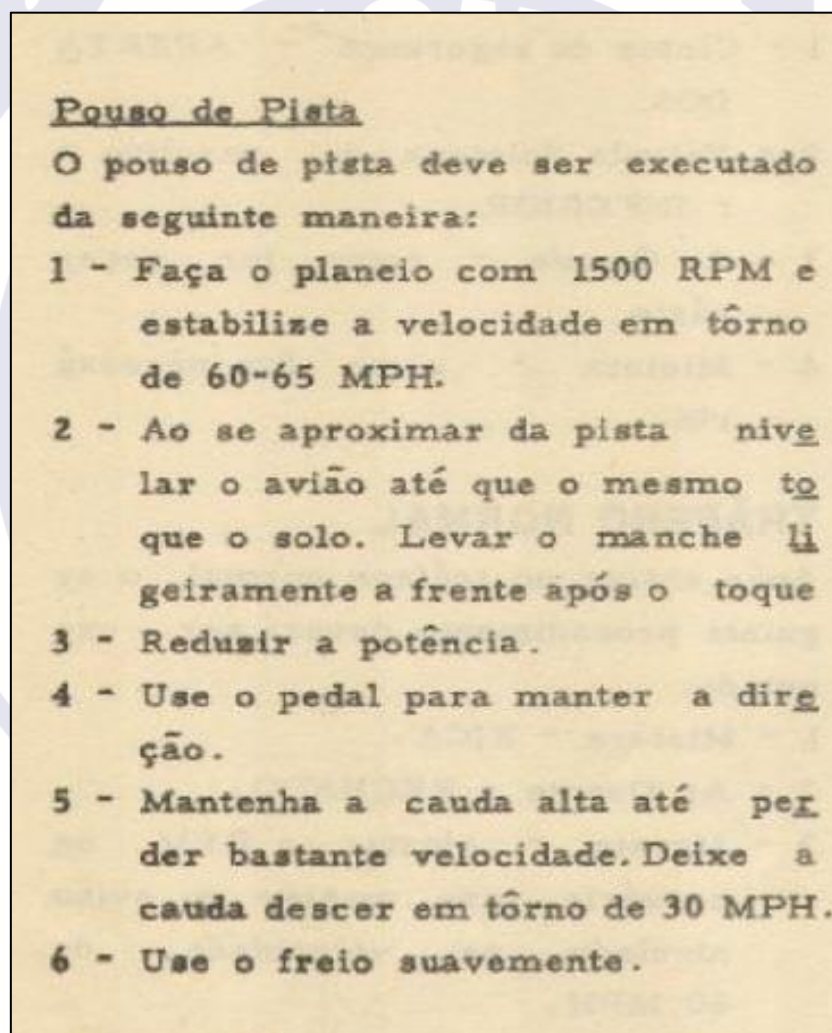 Pouso de Pista
O pouso de pista deve ser executado
da seguinte maneira:
1 - Faça o planeio com 1500 RPM e
estabilize a velocidade em tôrno
de 60-65 MPH.
2 - Ao se aproximar da pista nive
lar o avião até que o mesmo to
que o solo. Levar o manche li
geiramente a frente após o toque
3 - Reduzir a potência.
4 - Use o pedal para manter a dire
ção.
5 - Mantenha a cauda alta até per
der bastante velocidade. Deixe a
cauda descer em tôrno de 30 MPH.
6 - Use o freio suavemente.